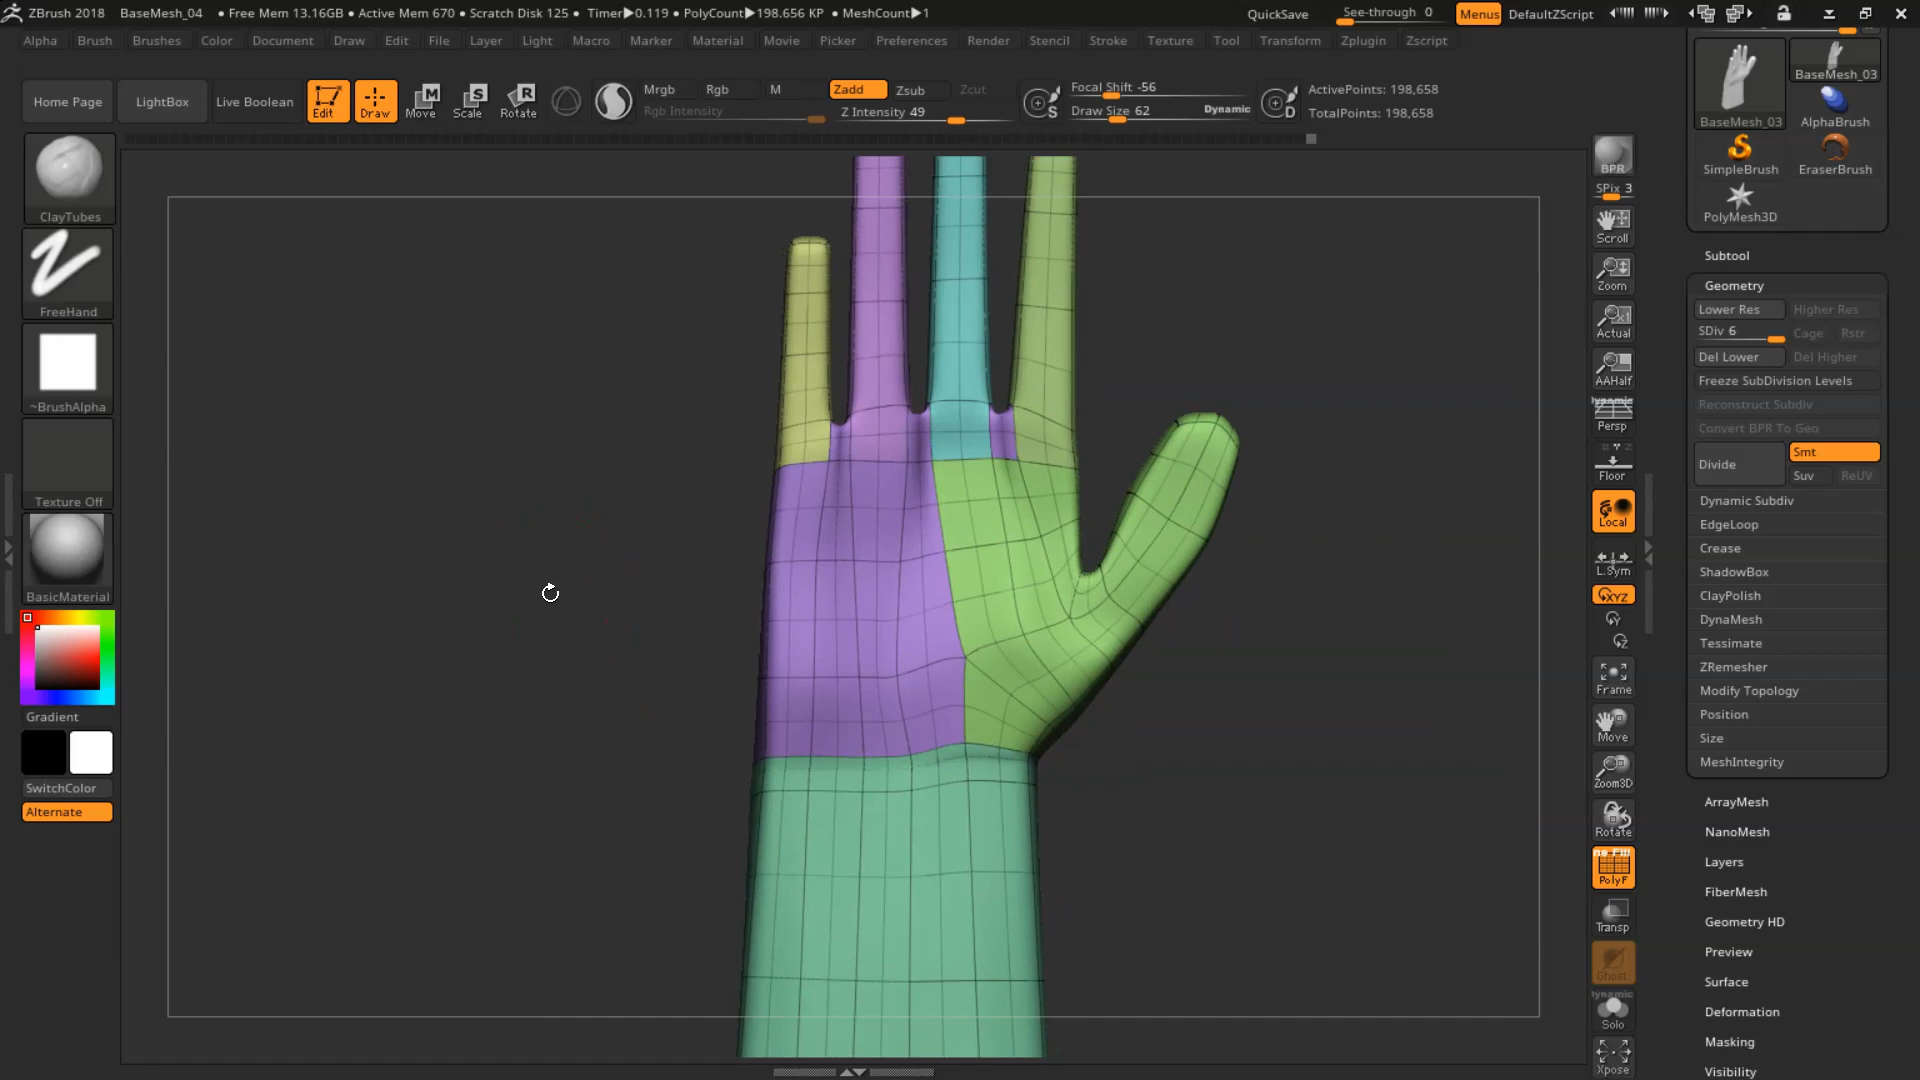 ZBrush 2018 BaseMesh_04 • Free Mem 13.16GB • Active Mem 670 • Scratch Disk 125 • Timer▶0.119 • PolyCount▶198.656 KP • MeshCount▶1 QuickSave See-through 0 Menus DefaultZScript
Alpha Brush Brushes Color Document Draw Edit File Layer Light Macro Marker Material Movie Picker Preferences Render Stencil Stroke Texture Tool Transform Zplugin Zscript
Home Page LightBox Live Boolean Edit Draw Move Scale Rotate
Mrgb Rgb M Zadd Zsub Zcut
Rgb Intensity Z Intensity 49
Focal Shift -56
Draw Size 62 Dynamic
ActivePoints: 198,658
TotalPoints: 198,658
ClayTubes
FreeHand
~BrushAlpha
Texture Off
BasicMaterial
Gradient
SwitchColor
Alternate
BPR
SPix 3
Scroll
Zoom
Actual
AAHalf
Dynamic
Persp
Floor
Local
L.Sym
XYZ
Y
Z
Frame
Move
Zoom3D
Rotate
PolyF
Transp
Ghost
Dynamic
Solo
Xpose
BaseMesh_03
BaseMesh_03
AlphaBrush
SimpleBrush
EraserBrush
PolyMesh3D
Subtool
Geometry
Lower Res Higher Res
SDiv 6 Cage Rstr
Del Lower Del Higher
Freeze SubDivision Levels
Reconstruct Subdiv
Convert BPR To Geo
Divide Smt
Suv ReUV
Dynamic Subdiv
EdgeLoop
Crease
ShadowBox
ClayPolish
DynaMesh
Tessimate
ZRemesher
Modify Topology
Position
Size
MeshIntegrity
ArrayMesh
NanoMesh
Layers
FiberMesh
Geometry HD
Preview
Surface
Deformation
Masking
Visibility